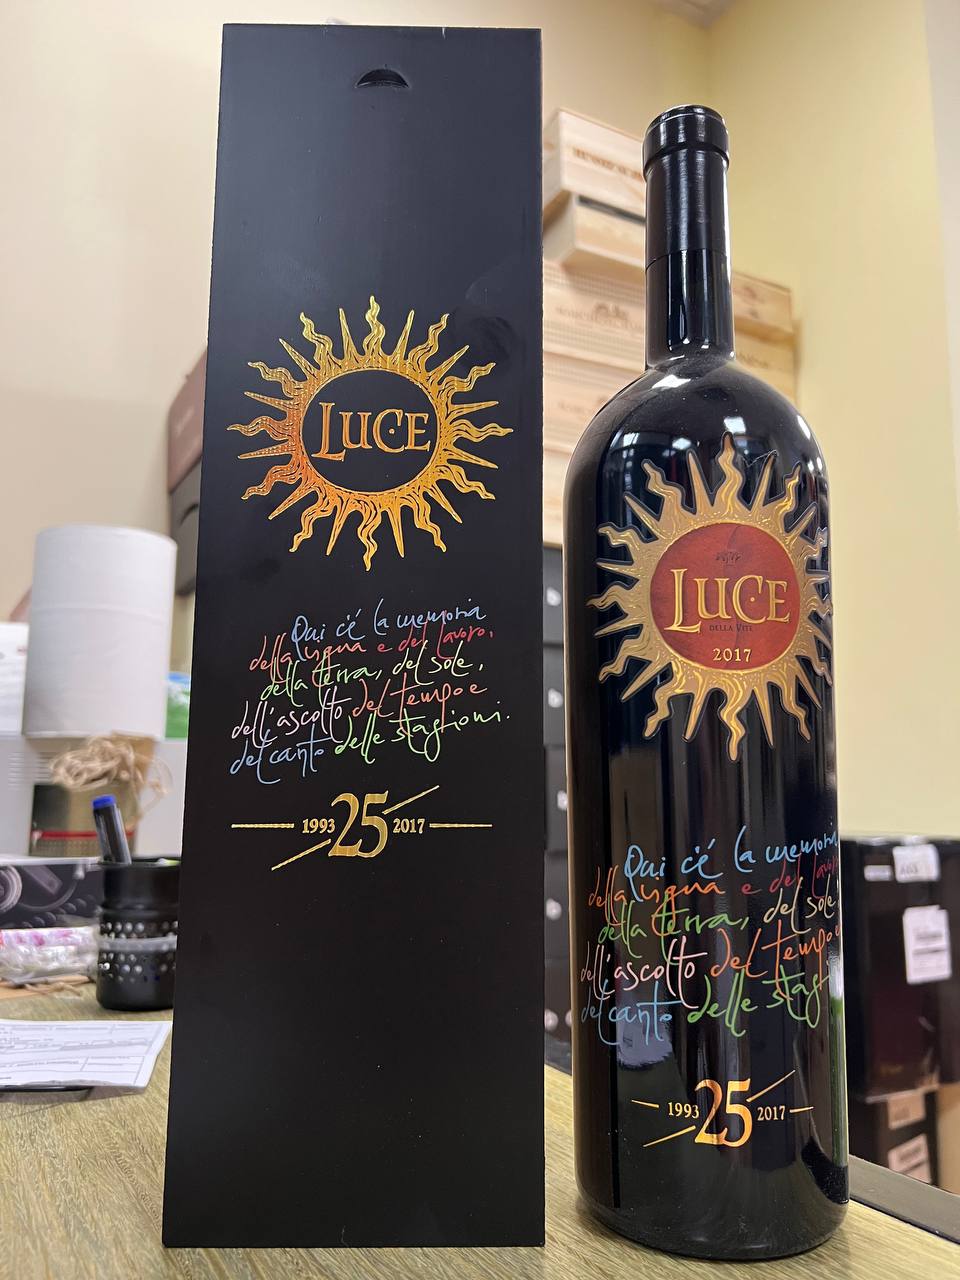 LUCE
Qui c'é la memoria
della vigna e del lavoro,
della terra, del sole,
dell'ascolto del tempo e
del canto delle stagioni.
1993 25 2017
LUCE
DELLA VITE
2017
Qui c'é la memoria
della vigna e del lavoro
della terra, del sole
dell'ascolto del tempo e
del canto delle stagi
1993 25 2017